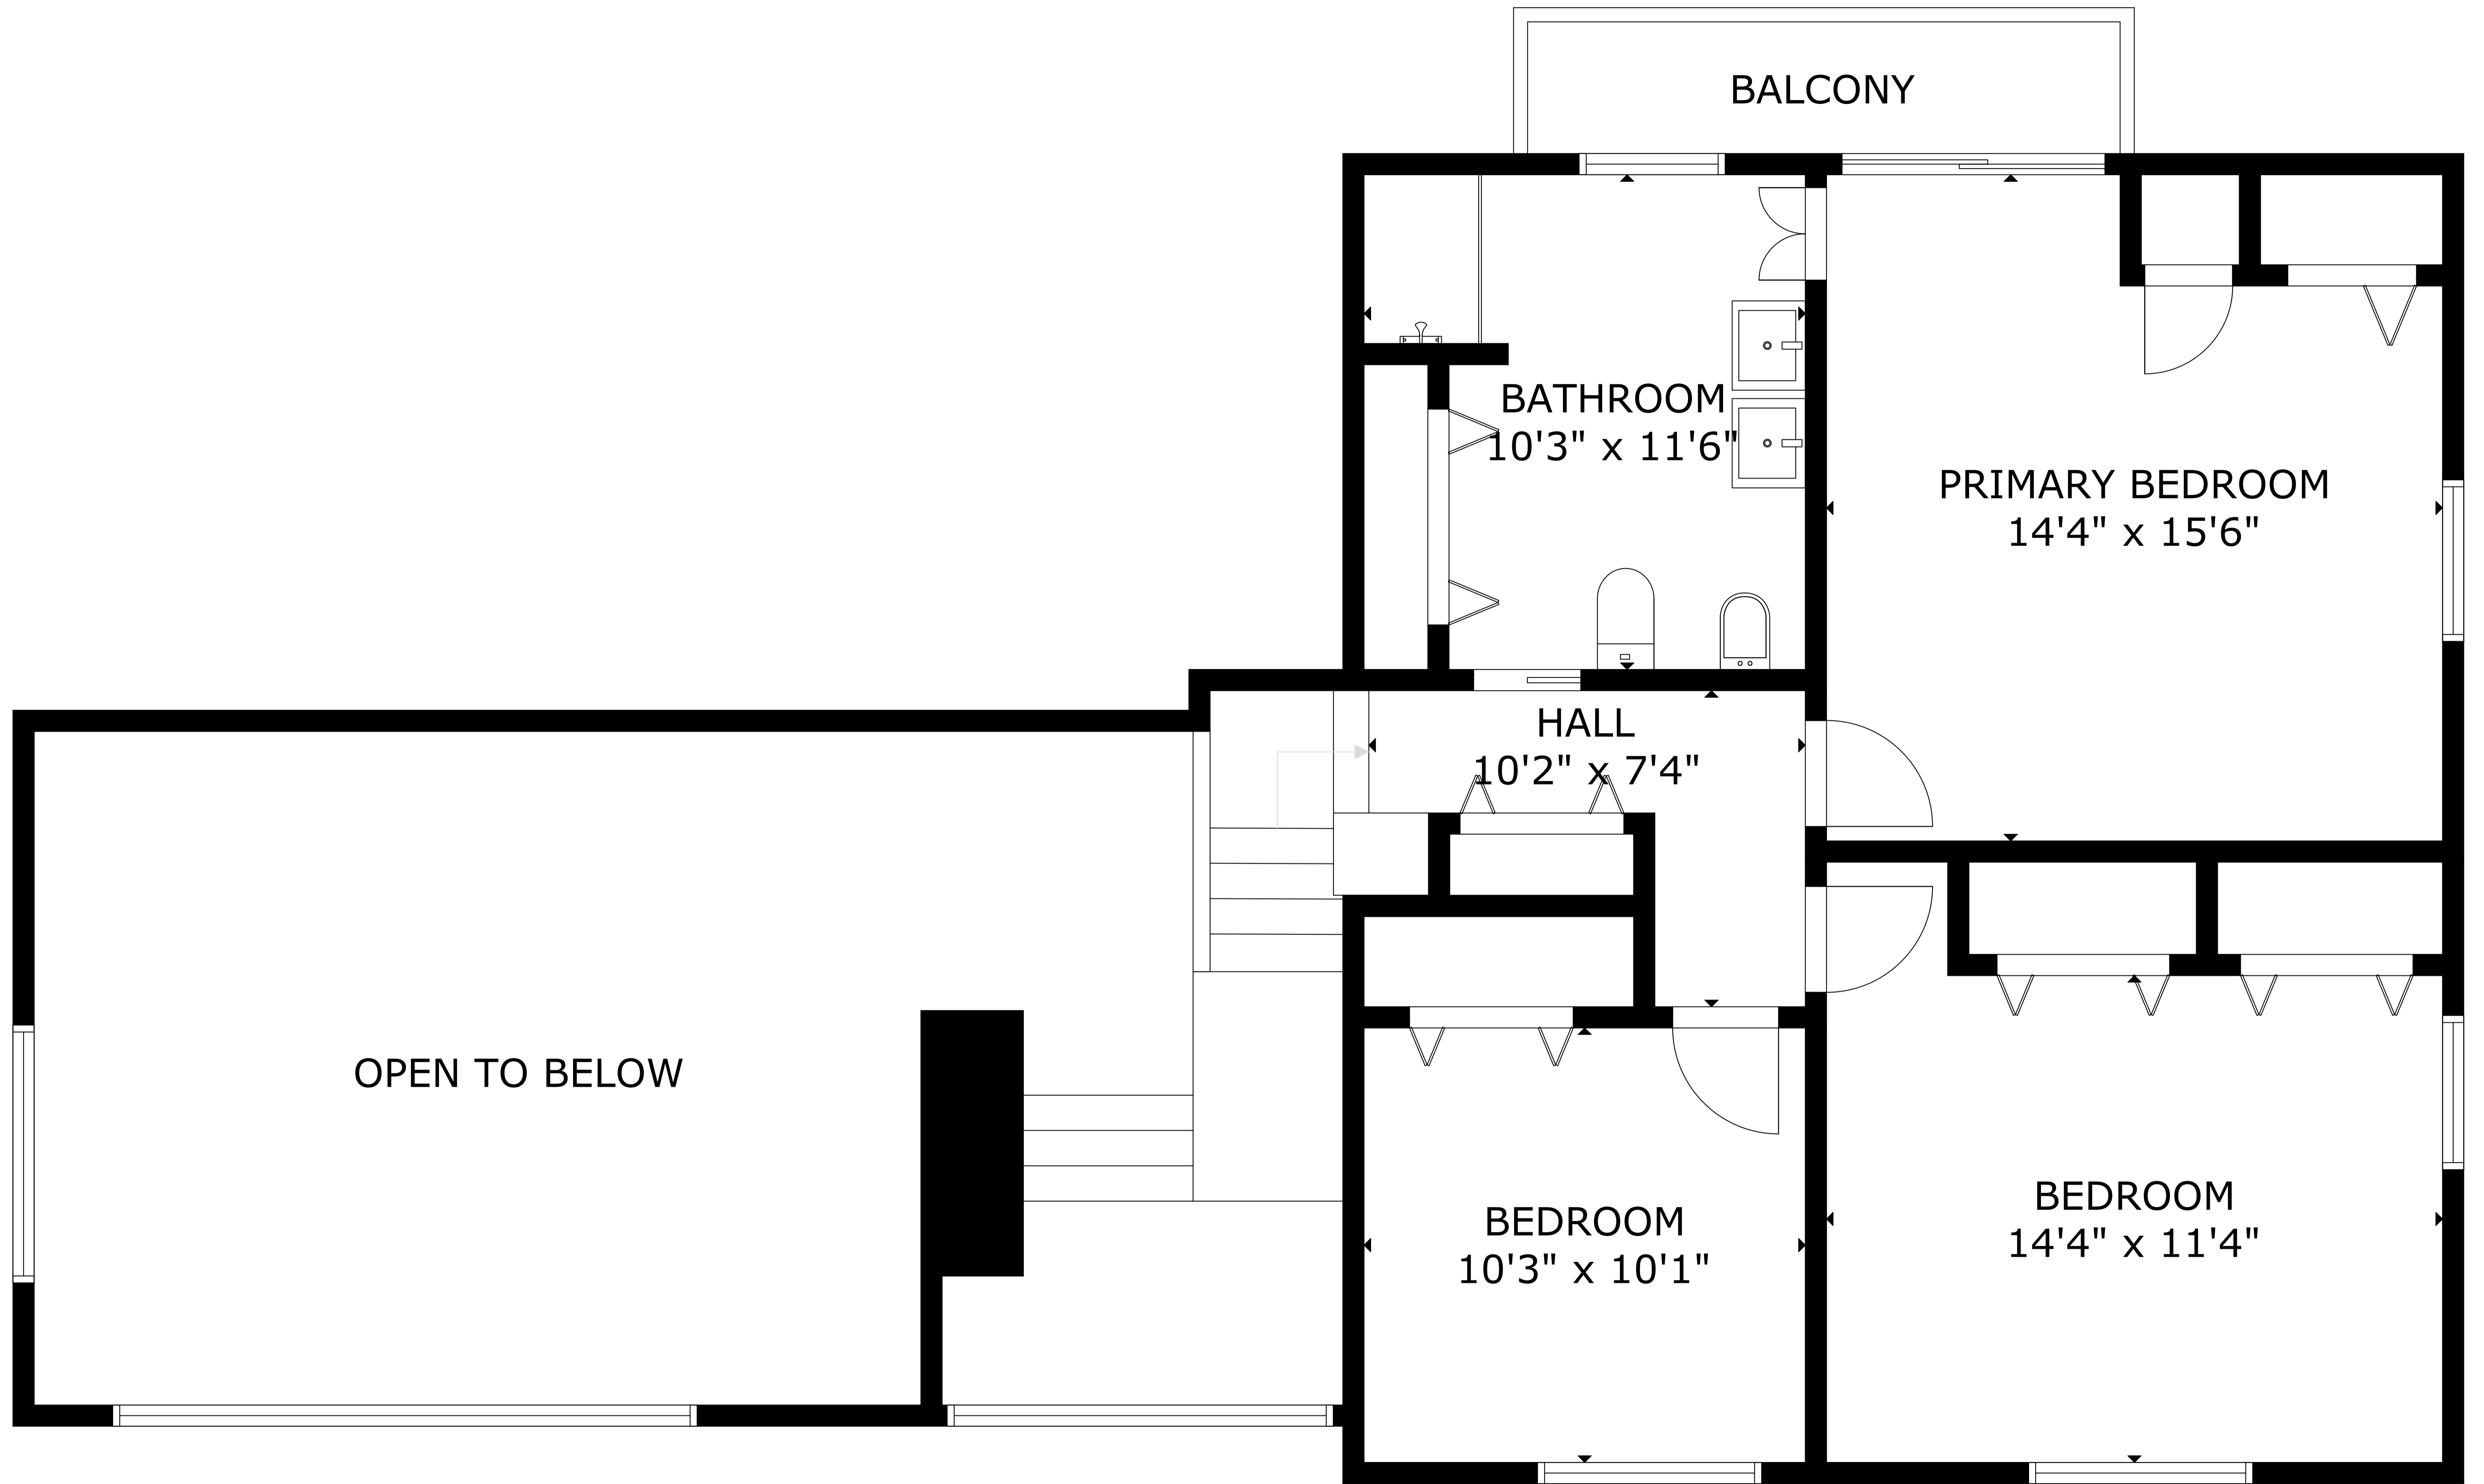 BALCONY
BATHROOM
10'3" x 11'6"
PRIMARY BEDROOM
14'4" x 15'6"
HALL
10'2" x 7'4"
OPEN TO BELOW
BEDROOM
10'3" x 10'1"
BEDROOM
14'4" x 11'4"